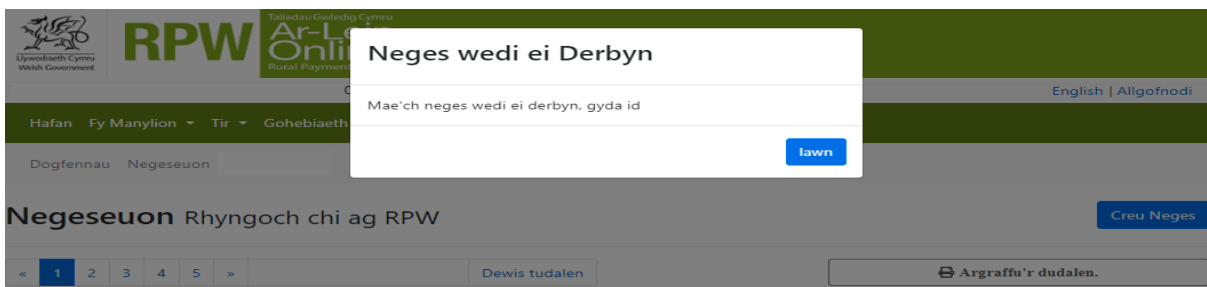 Taliadau Gwledig Cymru
RPW
Llywodraeth Cymru
Welsh Government
Rural
Neges wedi ei Derbyn
Mae'ch neges wedi ei derbyn, gyda id
Iawn
English | Allgofnodi
Hafan Fy Manylion Tir Gohebiaeth
Dogfennau Negeseuon
Negeseuon Rhyngoch chi ag RPW
Creu Neges
« 1 2 3 4 5 » Dewis tudalen
Argraffu'r dudalen.